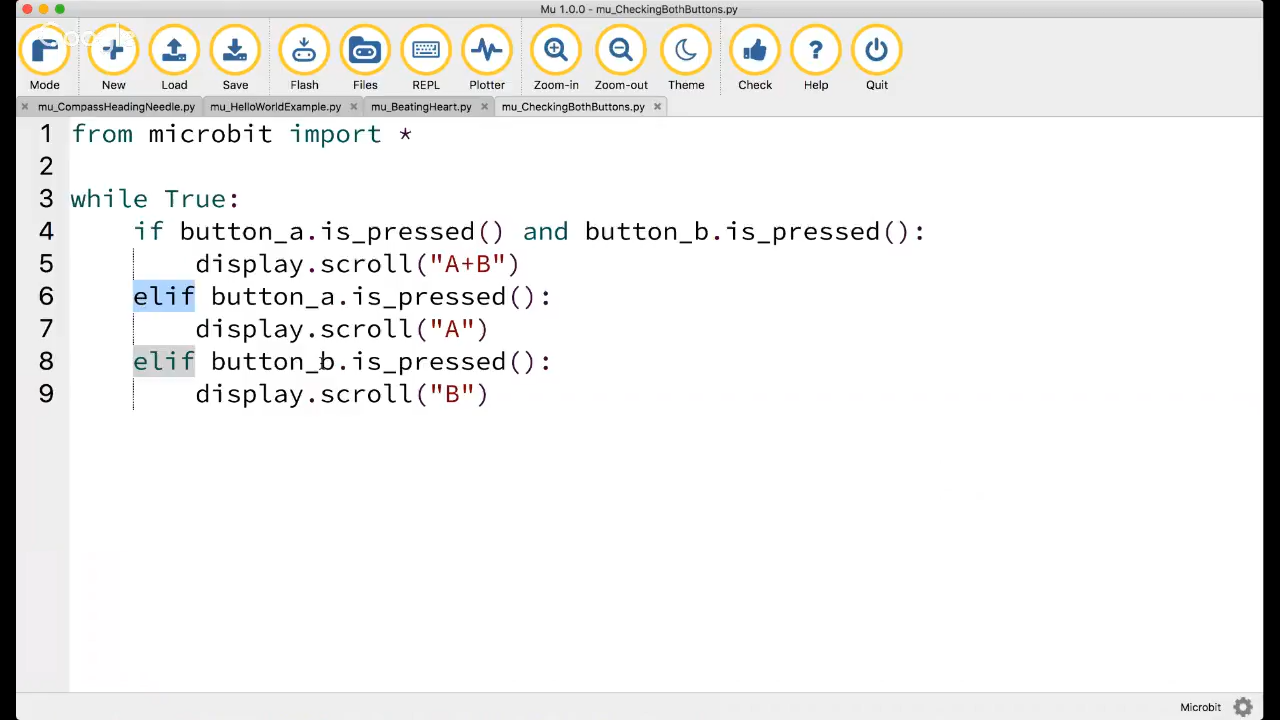 Mu 1.0.0 - mu_CheckingBothButtons.py
Google
Mode New Load Save Flash Files REPL Plotter Zoom-in Zoom-out Theme Check Help Quit
mu_CompassHeadingNeedle.py mu_HelloWorldExample.py mu_BeatingHeart.py mu_CheckingBothButtons.py
1 from microbit import *
2
3 while True:
4 if button_a.is_pressed() and button_b.is_pressed():
5 display.scroll("A+B")
6 elif button_a.is_pressed():
7 display.scroll("A")
8 elif button_b.is_pressed():
9 display.scroll("B")
Microbit